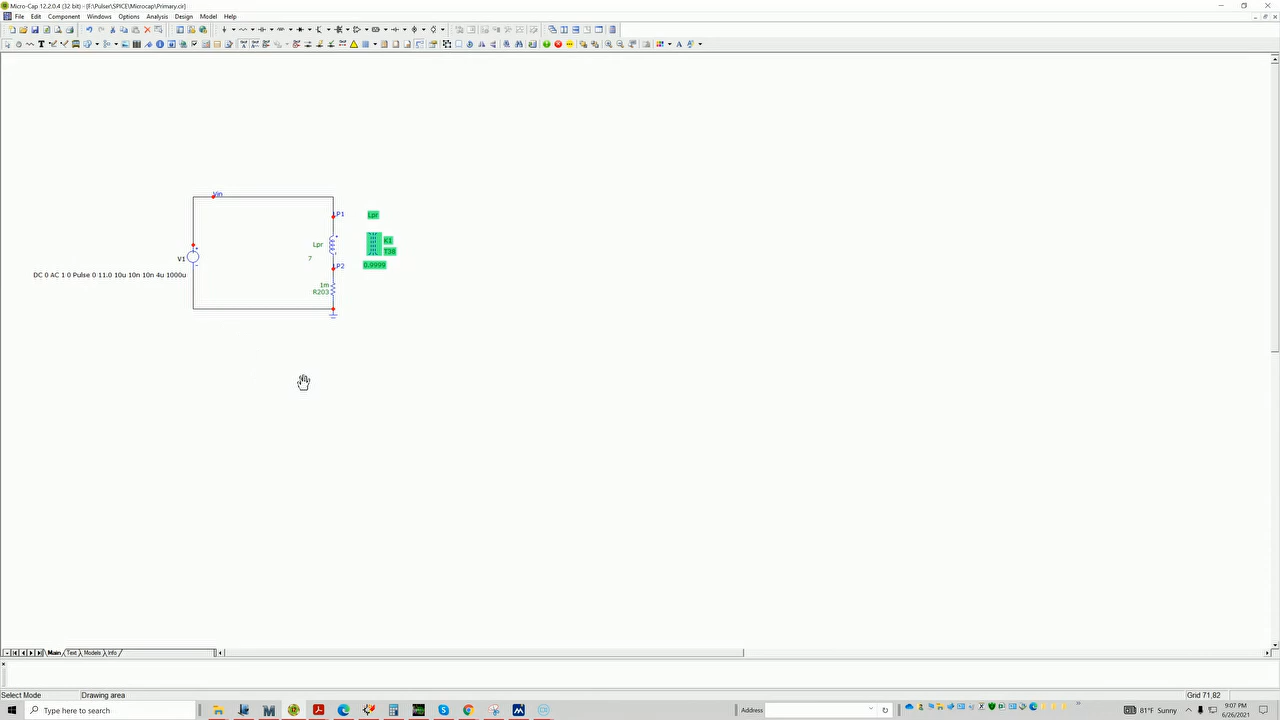 Micro-Cap 12.2.0.4 (32 bit) - [F:\Pulser\SPICE\Microcap\Primary.cir]
File Edit Component Windows Options Analysis Design Model Help
Vin
LP1
Lpr
Lpr
K1
T38
7
V1
LP2
0.9999
DC 0 AC 1 0 Pulse 0 11.0 10u 10n 10n 4u 1000u
1m
R203
Main Text Models Info
Select Mode Drawing area Grid 71,82
Type here to search
Address
81°F Sunny
9:07 PM
6/26/2021